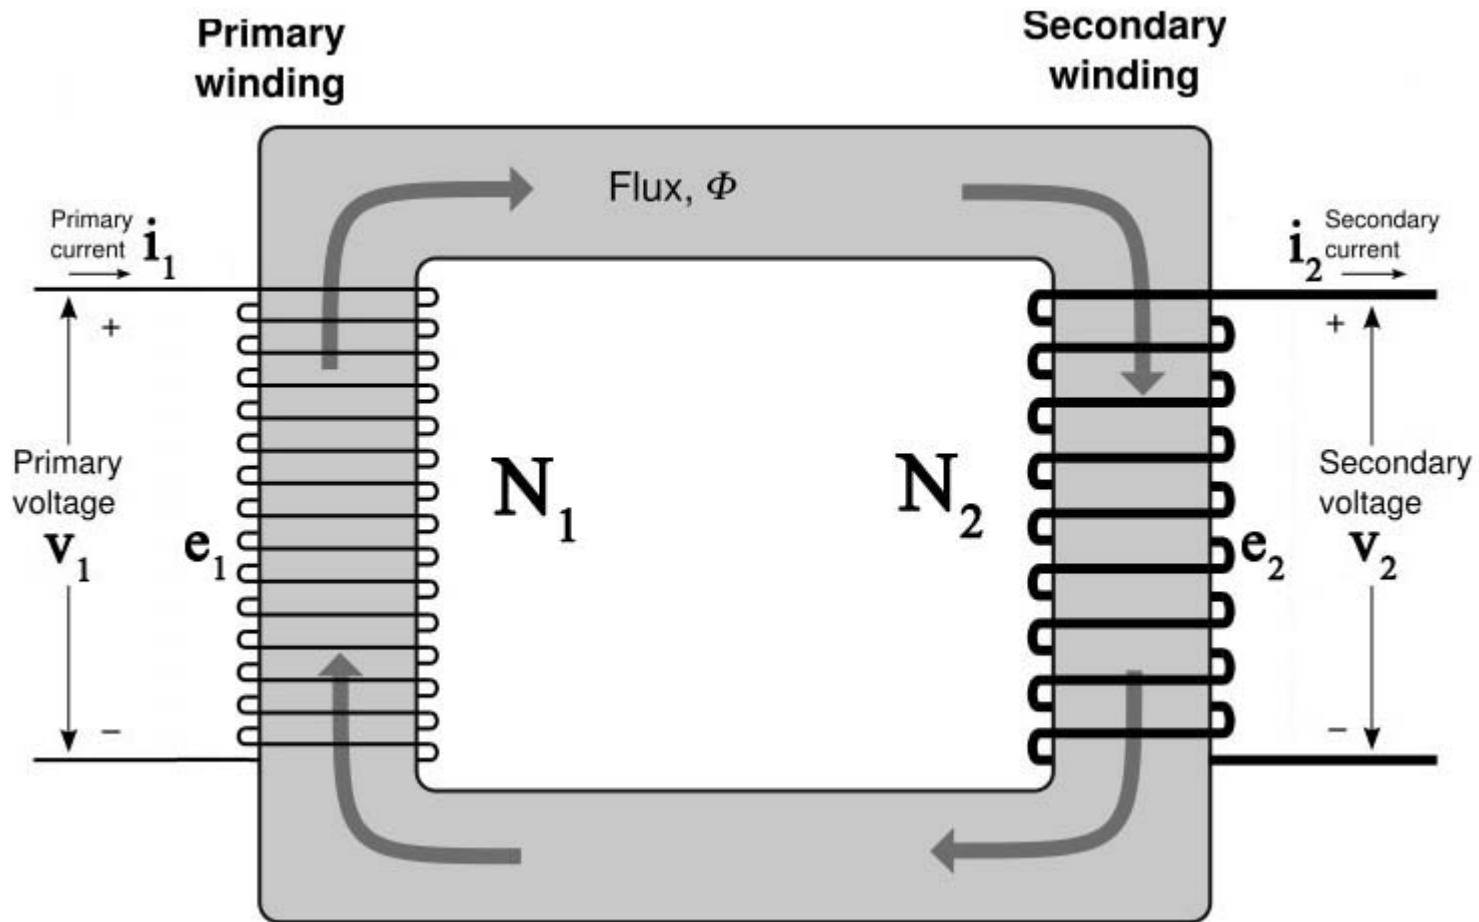 Primary
winding
Secondary
winding
Flux, Φ
Primary
current i₁
i₂ Secondary
current
+
+
N₁
N₂
Primary
voltage
v₁
e₁
e₂
Secondary
voltage
v₂
−
−